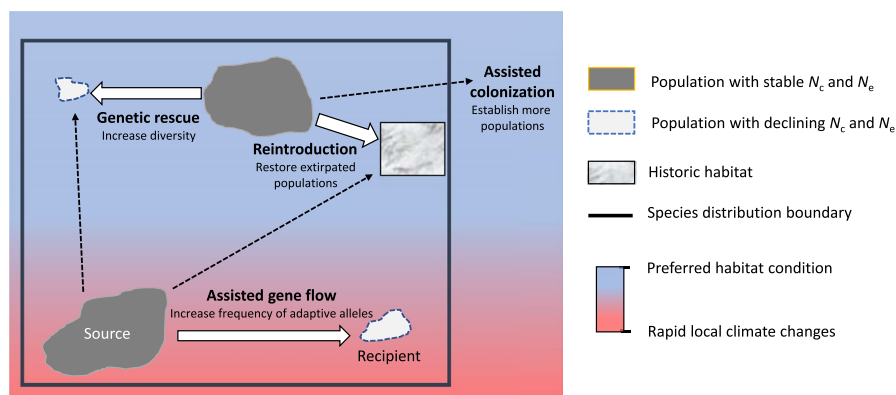 Assisted
colonization
Establish more
populations
Genetic rescue
Increase diversity
Reintroduction
Restore extirpated
populations
Assisted gene flow
Increase frequency of adaptive alleles
Source
Recipient
Population with stable Nc and Ne
Population with declining Nc and Ne
Historic habitat
Species distribution boundary
Preferred habitat condition
Rapid local climate changes